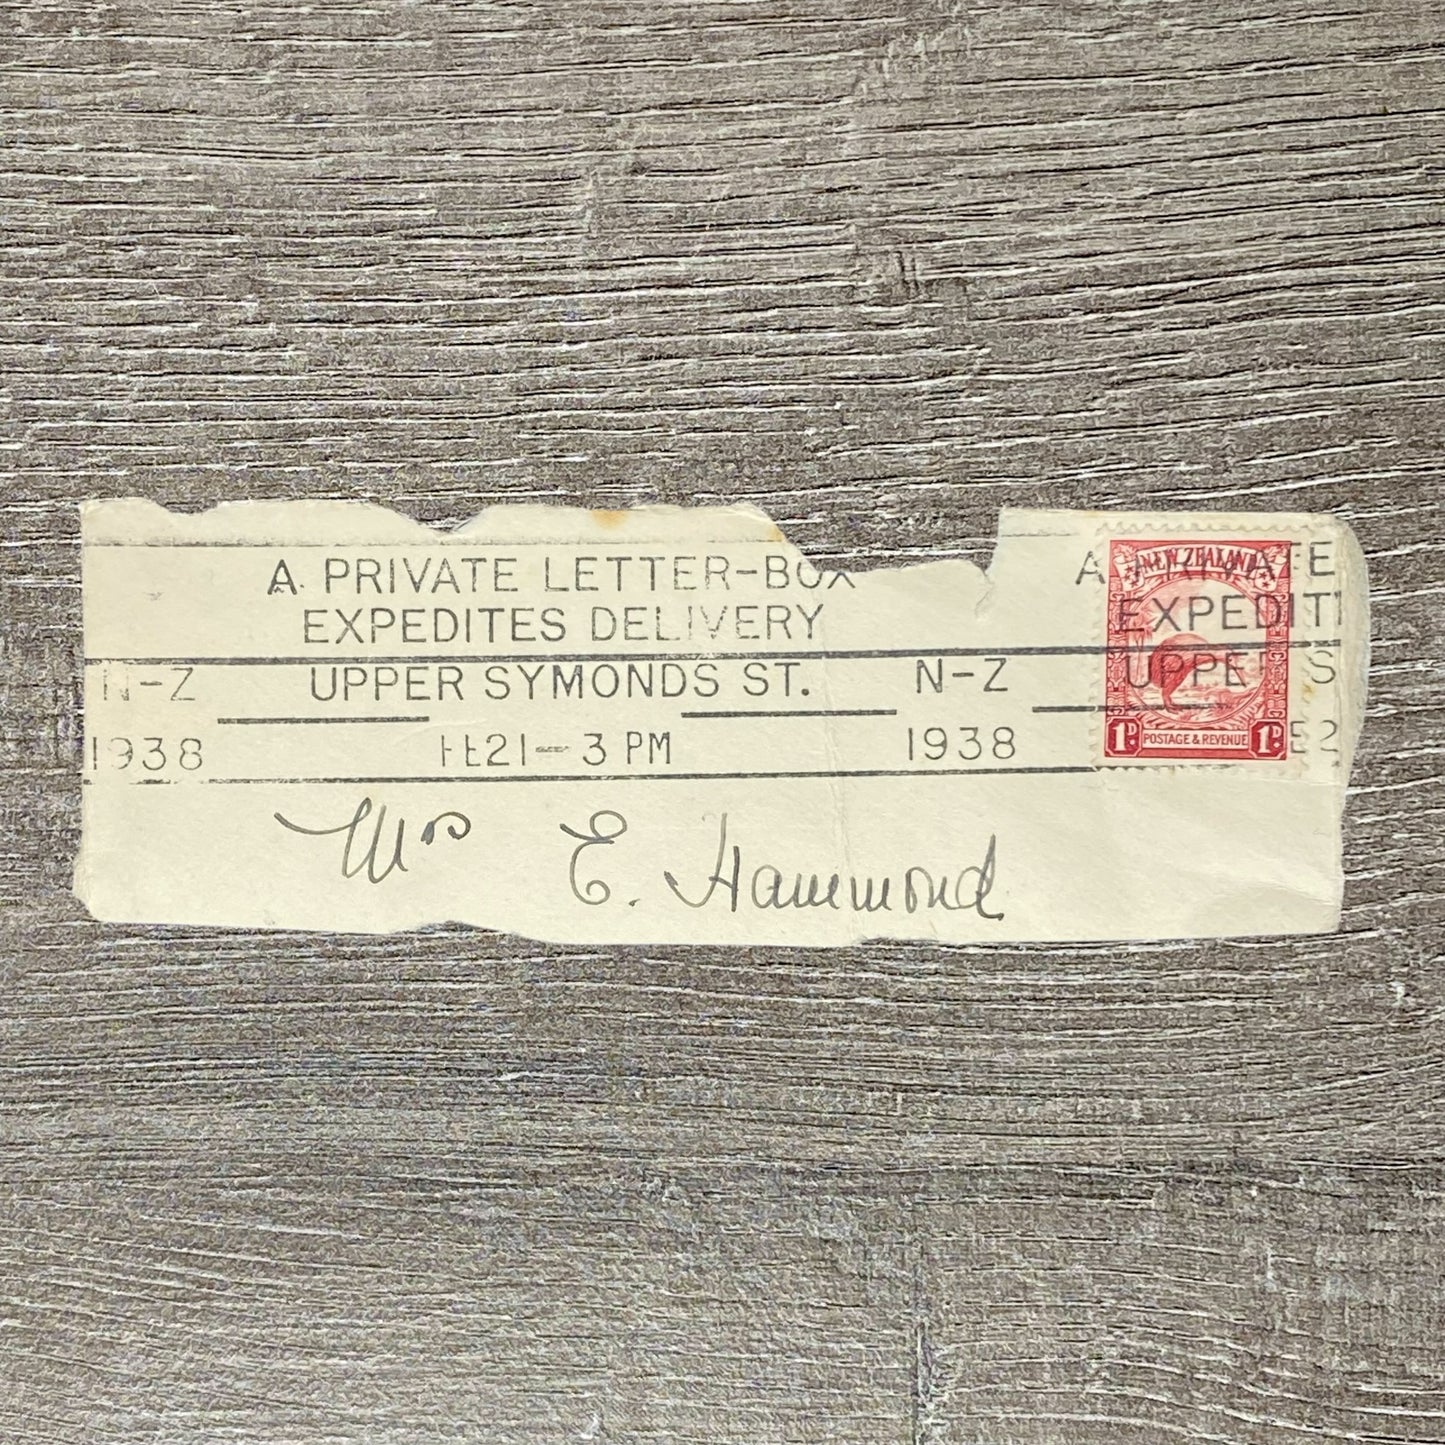 A PRIVATE LETTER-BOX
EXPEDITES DELIVERY
N-Z UPPER SYMONDS ST. N-Z
1938 FE21- 3 PM 1938
EXPEDITI
UPPE S
NEW ZEALAND
1D POSTAGE & REVENUE 1D
Mrs E. Hammond